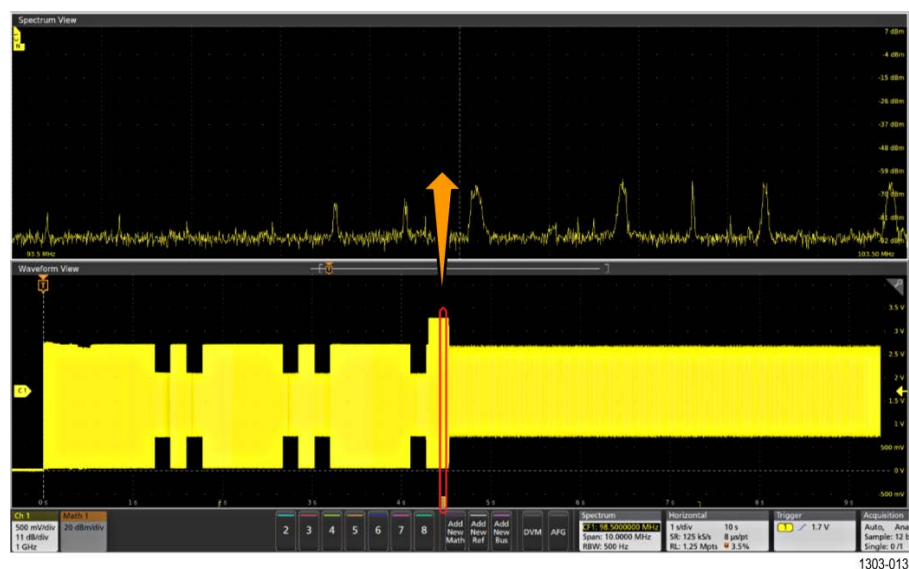 Spectrum View
C1
N
7 dBm
-4 dBm
-15 dBm
-26 dBm
-37 dBm
-48 dBm
-59 dBm
-70 dBm
-81 dBm
-92 dBm
93.5 MHz
103.50 MHz
Waveform View
T
T
3.5 V
3 V
2.5 V
C1
2 V
1.5 V
1 V
500 mV
0 V
-500 mV
0 s
1 s
2 s
3 s
4 s
5 s
6 s
7 s
8 s
9 s
Ch 1
500 mV/div
11 dB/div
1 GHz
Math 1
20 dBm/div
2 3 4 5 6 7 8
Add New Math
Add New Ref
Add New Bus
DVM
AFG
Spectrum
CF1: 98.5000000 MHz
Span: 10.0000 MHz
RBW: 500 Hz
Horizontal
1 s/div 10 s
SR: 125 kS/s 8 µs/pt
RL: 1.25 Mpts 3.5%
Trigger
1 1.7 V
Acquisition
Auto, Ana
Sample: 12 b
Single: 0 /1
1303-013